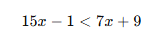 15x − 1 < 7x + 9